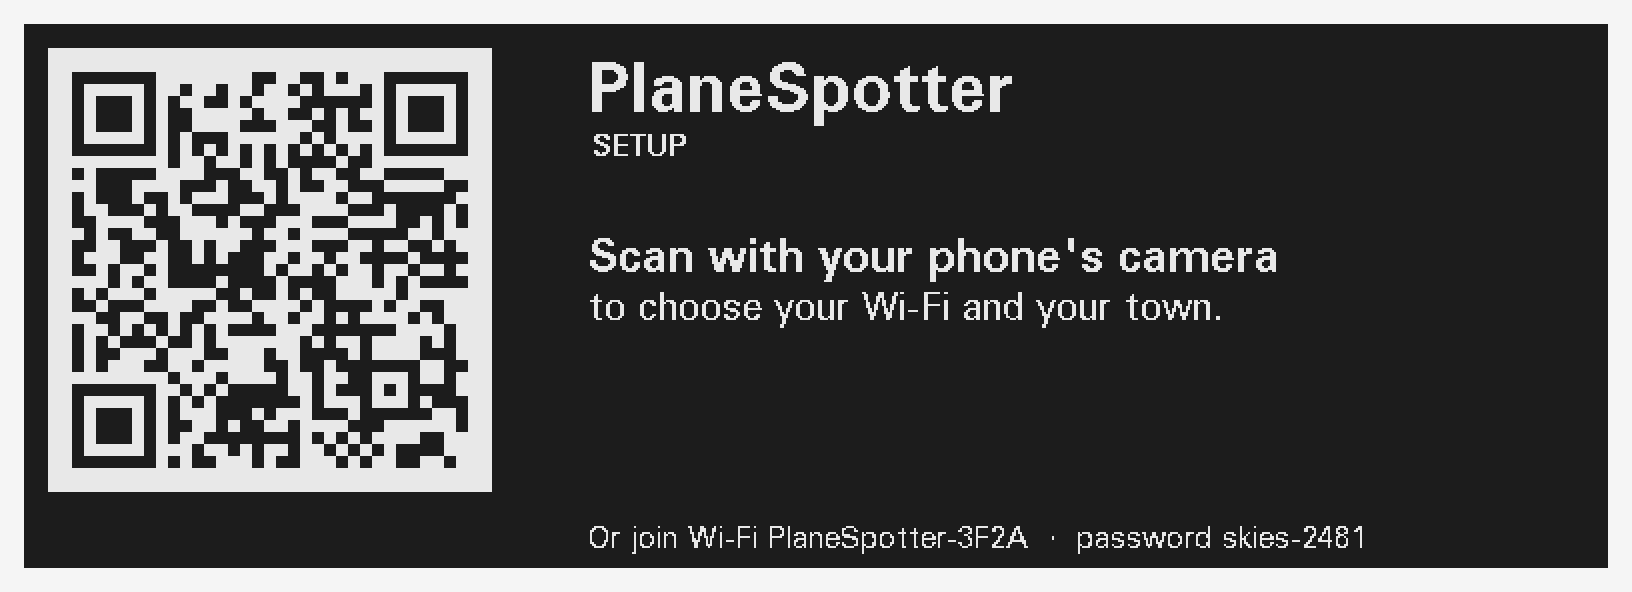 PlaneSpotter
SETUP
Scan with your phone's camera
to choose your Wi-Fi and your town.
Or join Wi-Fi PlaneSpotter-3F2A · password skies-2481